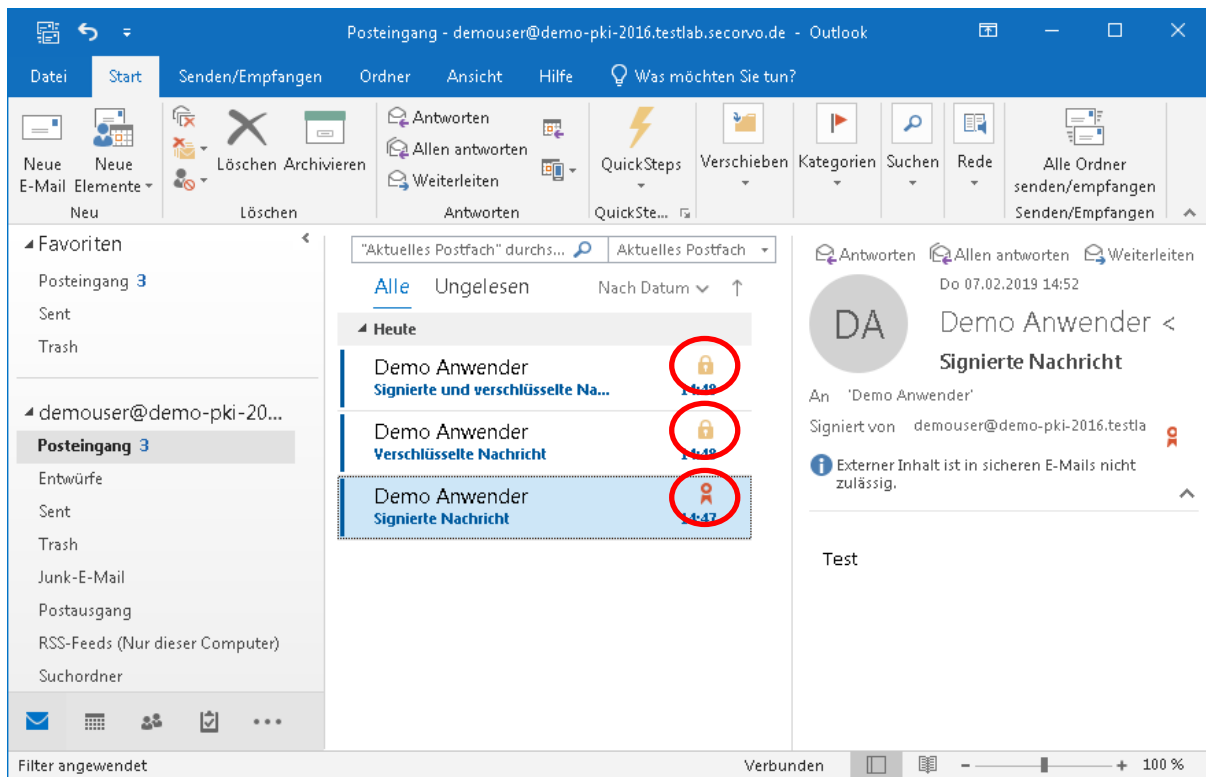 Posteingang - demouser@demo-pki-2016.testlab.secorvo.de - Outlook
Datei Start Senden/Empfangen Ordner Ansicht Hilfe Was möchten Sie tun?
Neue
E-Mail
Neue
Elemente
Neu
Löschen Archivieren
Löschen
Antworten
Allen antworten
Weiterleiten
Antworten
QuickSteps
QuickSte...
Verschieben
Kategorien
Suchen
Rede
Alle Ordner
senden/empfangen
Senden/Empfangen
Favoriten
Posteingang 3
Sent
Trash
demouser@demo-pki-20...
Posteingang 3
Entwürfe
Sent
Trash
Junk-E-Mail
Postausgang
RSS-Feeds (Nur dieser Computer)
Suchordner
"Aktuelles Postfach" durchs... Aktuelles Postfach
Alle Ungelesen Nach Datum
Heute
Demo Anwender
Signierte und verschlüsselte Na... 14:48
Demo Anwender
Verschlüsselte Nachricht 14:48
Demo Anwender
Signierte Nachricht 14:47
Antworten Allen antworten Weiterleiten
Do 07.02.2019 14:52
DA
Demo Anwender <
Signierte Nachricht
An 'Demo Anwender'
Signiert von demouser@demo-pki-2016.testla
Externer Inhalt ist in sicheren E-Mails nicht
zulässig.
Test
Filter angewendet Verbunden 100 %